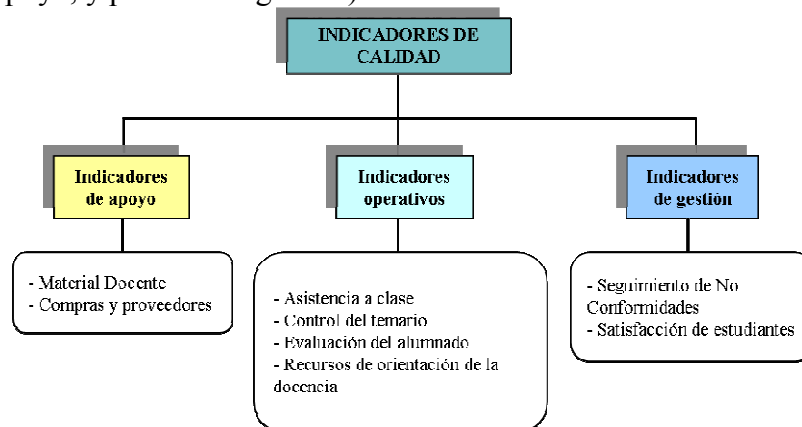 INDICADORES DE
CALIDAD
Indicadores
de apoyo
Indicadores
operativos
Indicadores
de gestión
- Material Docente
- Compras y proveedores
- Asistencia a clase
- Control del temario
- Evaluación del alumnado
- Recursos de orientación de la
docencia
- Seguimiento de No
Conformidades
- Satisfacción de estudiantes